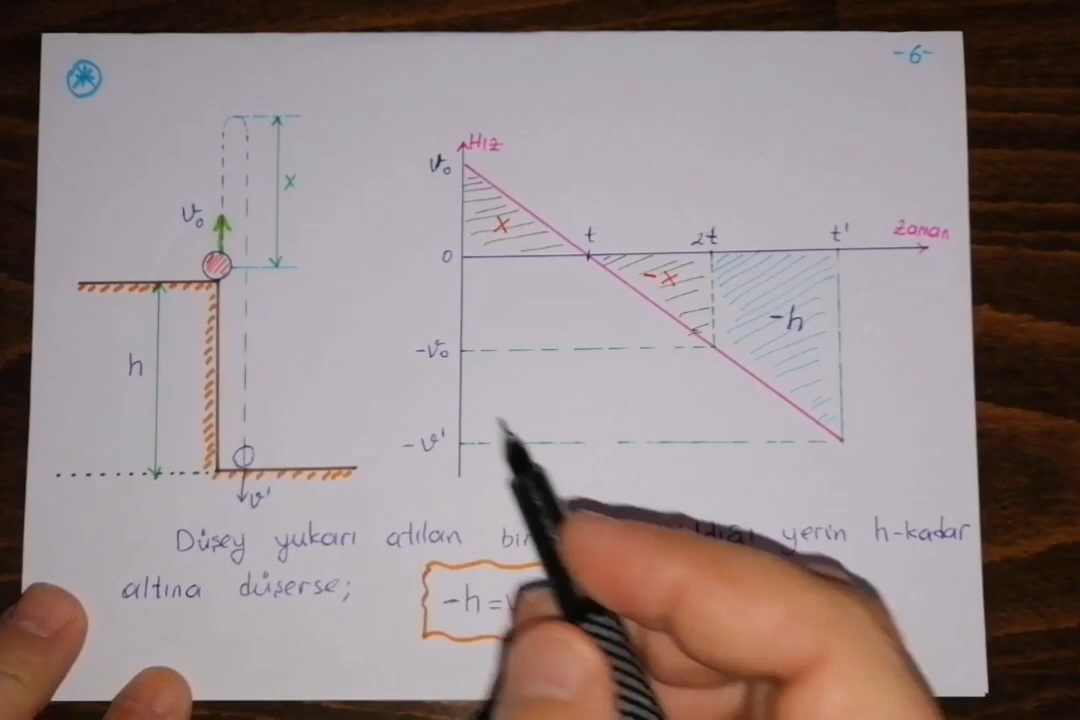 -6-
x
v₀
h
v'
Hız
v₀
0
-v₀
-v'
t
2t
t'
Zaman
x
-x
-h
Düşey yukarı atılan bir yerin h-kadar
altına düşerse;
-h=